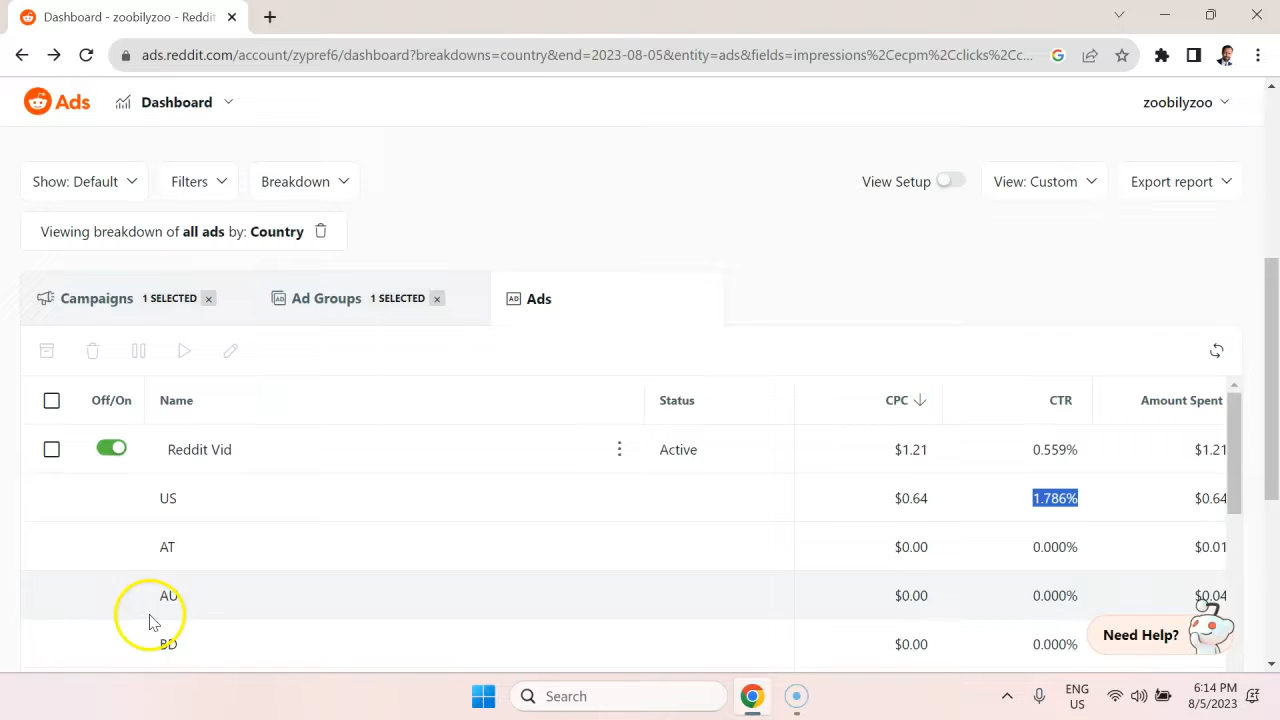 Dashboard - zoobilyzoo - Reddit
ads.reddit.com/account/zypref6/dashboard?breakdowns=country&end=2023-08-05&entity=ads&fields=impressions%2Cecpm%2Cclicks%2Cc...
Ads Dashboard zoobilyzoo
Show: Default Filters Breakdown View Setup View: Custom Export report
Viewing breakdown of all ads by: Country
Campaigns 1 SELECTED Ad Groups 1 SELECTED AD Ads
Off/On Name Status CPC CTR Amount Spent
Reddit Vid Active $1.21 0.559% $1.21
US $0.64 1.786% $0.64
AT $0.00 0.000% $0.01
AU $0.00 0.000% $0.04
BD $0.00 0.000%
Need Help?
Search
ENG
US
6:14 PM
8/5/2023